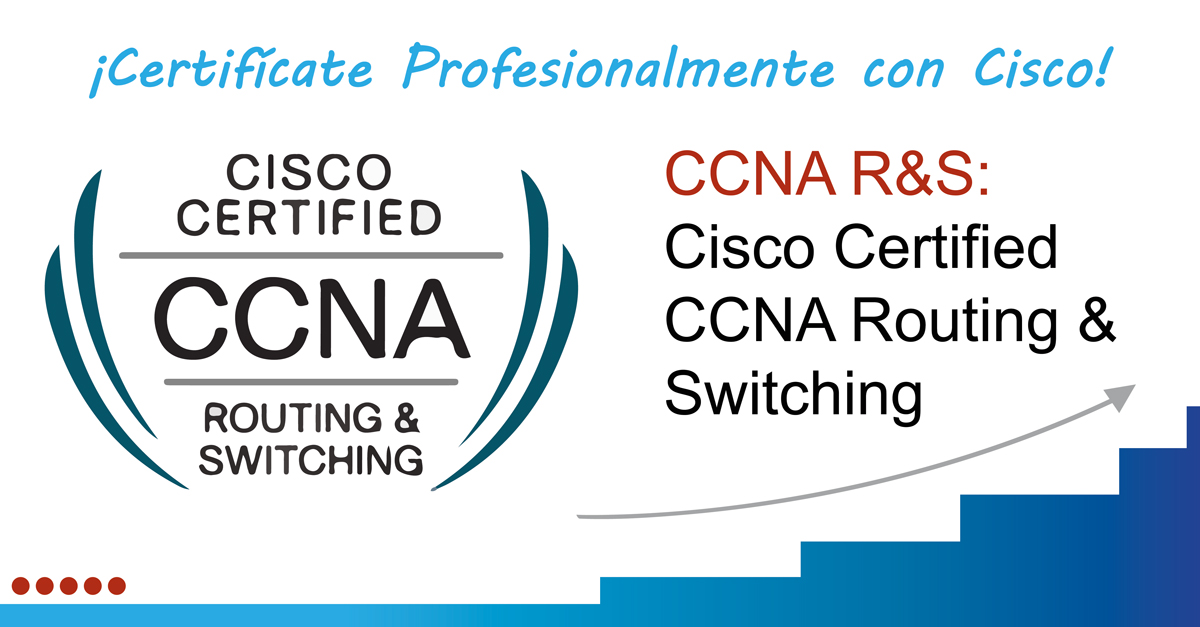 ¡Certifícate Profesionalmente con Cisco!
CISCO
CERTIFIED
CCNA
ROUTING &
SWITCHING
CCNA R&S:
Cisco Certified
CCNA Routing &
Switching